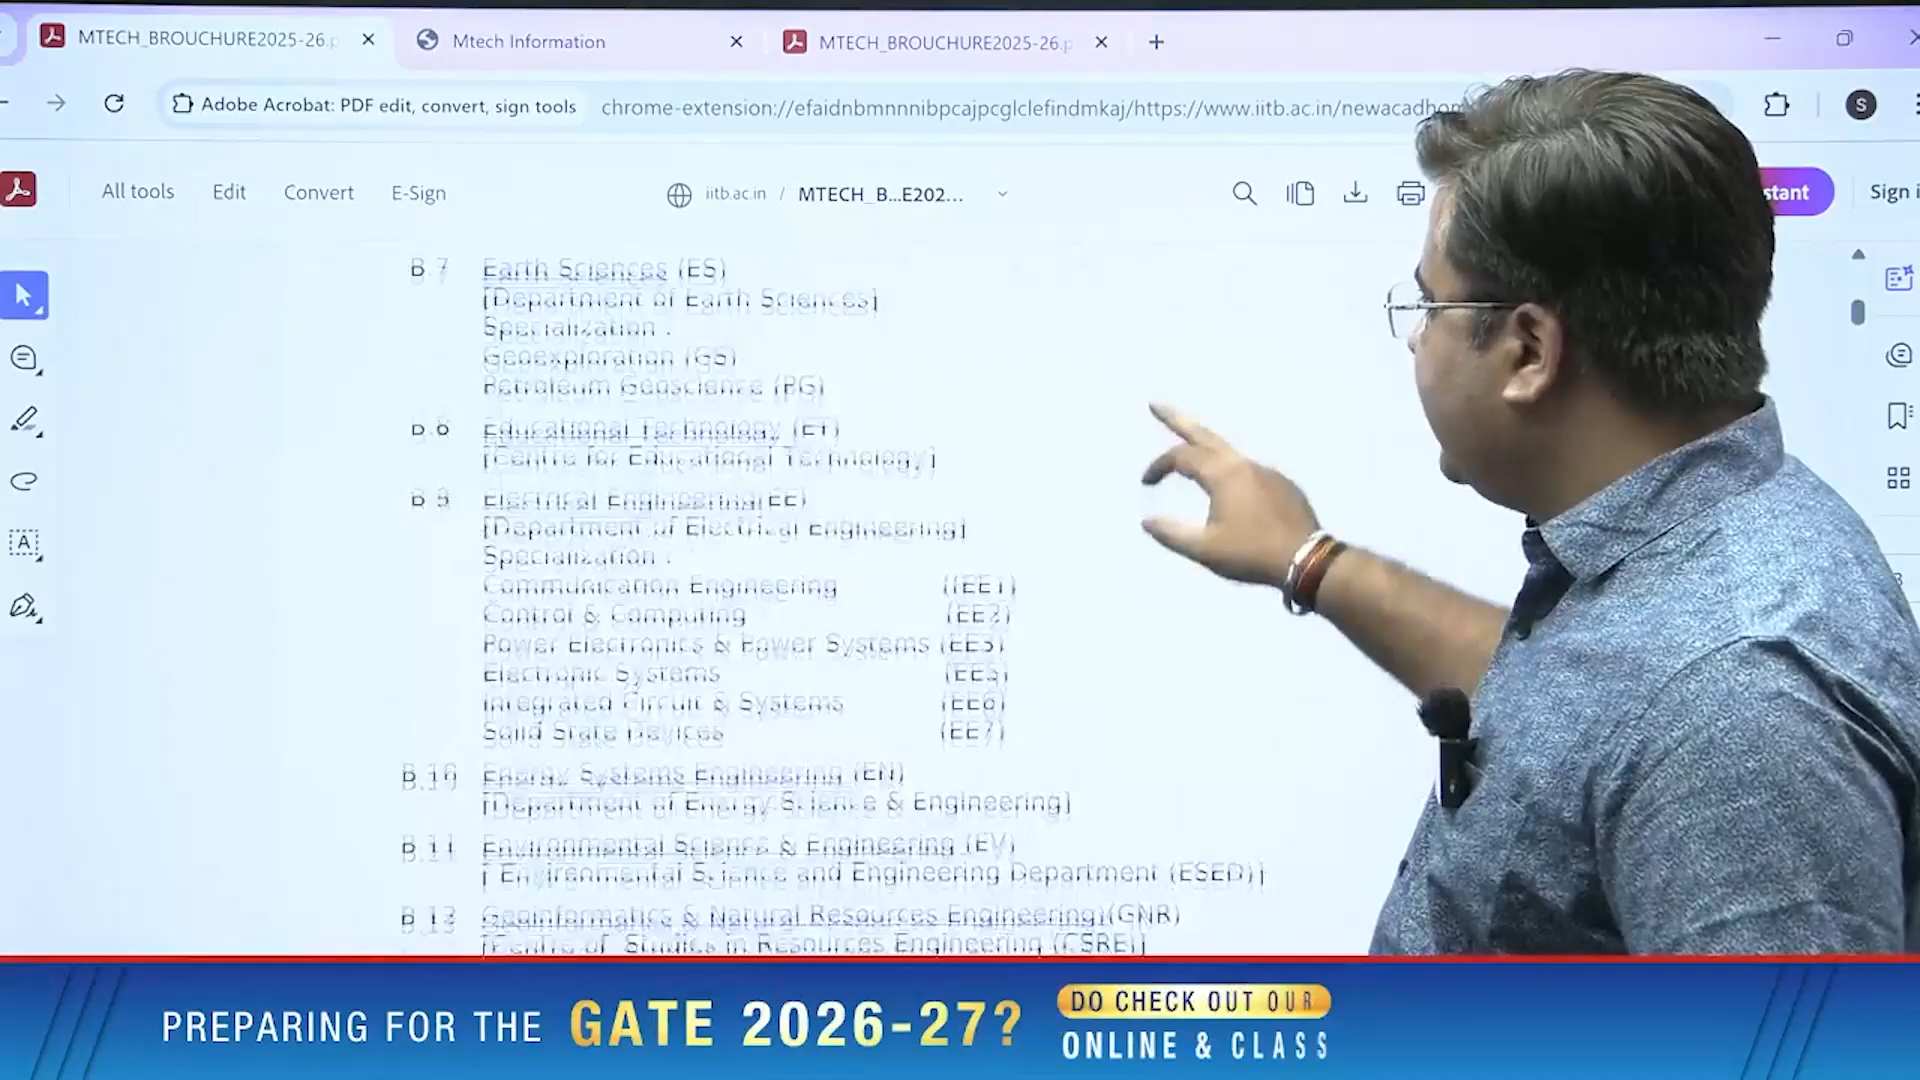 MTECH_BROUCHURE2025-26.p
Mtech Information
MTECH_BROUCHURE2025-26.p
Adobe Acrobat: PDF edit, convert, sign tools
chrome-extension://efaidnbmnnnibpcajpcglclefindmkaj/https://www.iitb.ac.in/newacadhom
S
All tools
Edit
Convert
E-Sign
iitb.ac.in / MTECH_B...E202...
stant
Sign i
B.7 Earth Sciences (ES)
[Department of Earth Sciences]
Specialization :
Geoexploration (GS)
Petroleum Geoscience (PG)
B.8 Educational Technology (ET)
[Centre for Educational Technology]
B.9 Electrical Engineering(EE)
[Department of Electrical Engineering]
Specialization :
Communication Engineering ((EE1)
Control & Computing (EE2)
Power Electronics & Power Systems (EE3)
Electronic Systems (EE5)
Integrated Circuit & Systems (EE6)
Solid State Devices (EE7)
B.10 Energy Systems Engineering (EN)
[Department of Energy Science & Engineering]
B.11 Environmental Science & Engineering (EV)
[ Environmental Science and Engineering Department (ESED)]
B.13 Geoinformatics & Natural Resources Engineering(GNR)
[Centre of Studies in Resources Engineering (CSRE)]
PREPARING FOR THE GATE 2026-27?
DO CHECK OUT OUR
ONLINE & CLASS